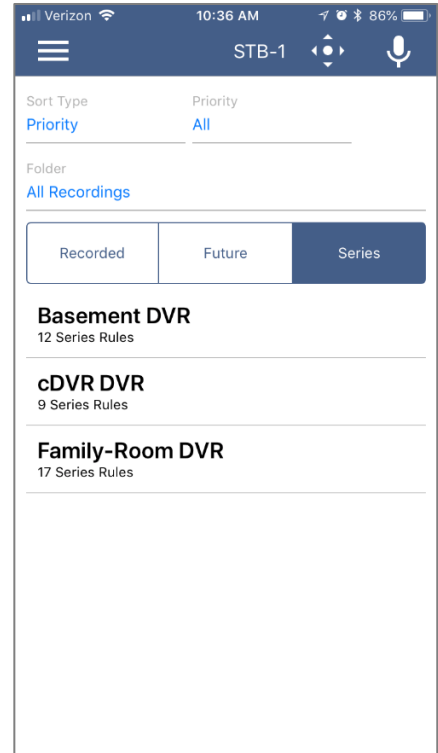 Verizon 10:36 AM 86%
STB-1
Sort Type Priority
Priority All
Folder
All Recordings
Recorded Future Series
Basement DVR
12 Series Rules
cDVR DVR
9 Series Rules
Family-Room DVR
17 Series Rules